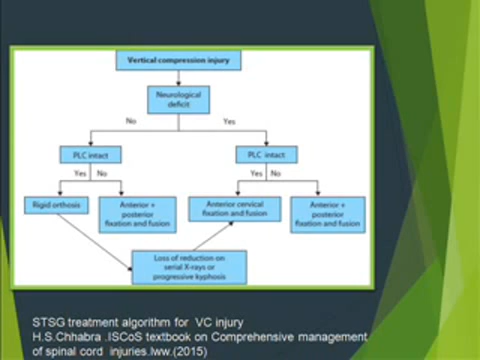 Vertical compression injury
Neurological
deficit
No
Yes
PLC intact
PLC intact
Yes
No
Yes
No
Rigid orthosis
Anterior +
posterior
fixation and fusion
Anterior cervical
fixation and fusion
Anterior +
posterior
fixation and fusion
Loss of reduction on
serial X-rays or
progressive kyphosis
STSG treatment algorithm for VC injury
H.S.Chhabra .ISCoS textbook on Comprehensive management
of spinal cord injuries.lww.(2015)